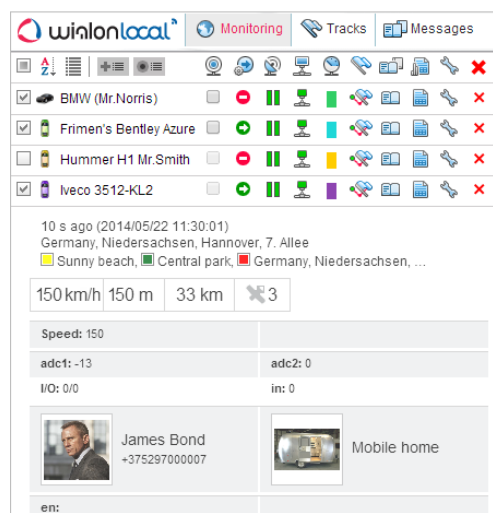 wialonlocal
Monitoring
Tracks
Messages
BMW (Mr.Norris)
Frimen's Bentley Azure
Hummer H1 Mr.Smith
Iveco 3512-KL2
10 s ago (2014/05/22 11:30:01)
Germany, Niedersachsen, Hannover, 7. Allee
Sunny beach, Central park, Germany, Niedersachsen, ...
150 km/h 150 m 33 km 3
Speed: 150
adc1: -13 adc2: 0
I/O: 0/0 in: 0
James Bond
+375297000007
Mobile home
en: